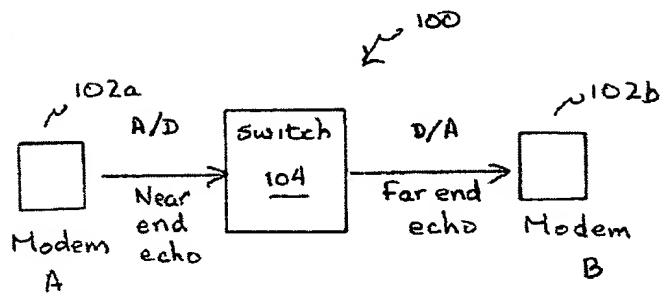 100
102a
102b
A/D
Switch
D/A
104
Near
end
echo
Far end
echo
Modem
A
Modem
B